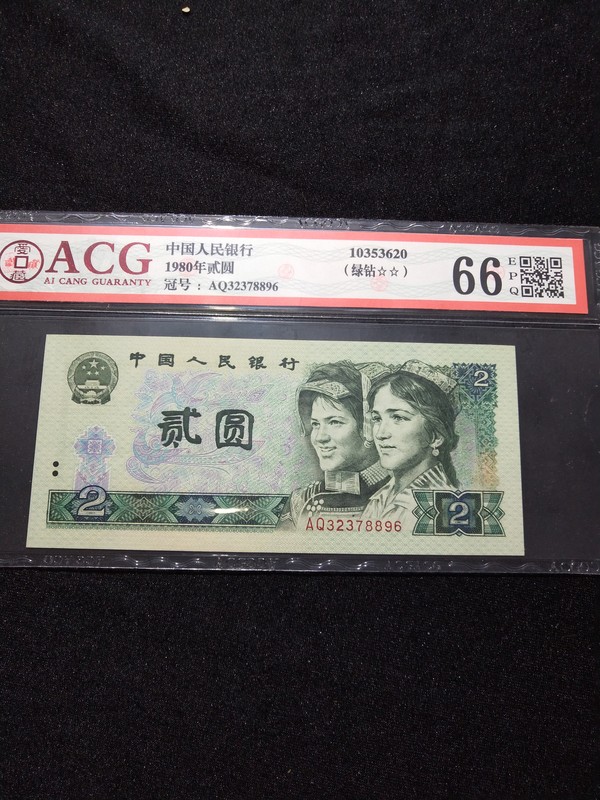 ACG
AI CANG GUARANTY
中国人民银行
1980年贰圆
冠号 : AQ32378896
10353620
(绿钻☆☆)
66
EPQ
中国人民银行
贰圆
2
2
AQ32378896
2